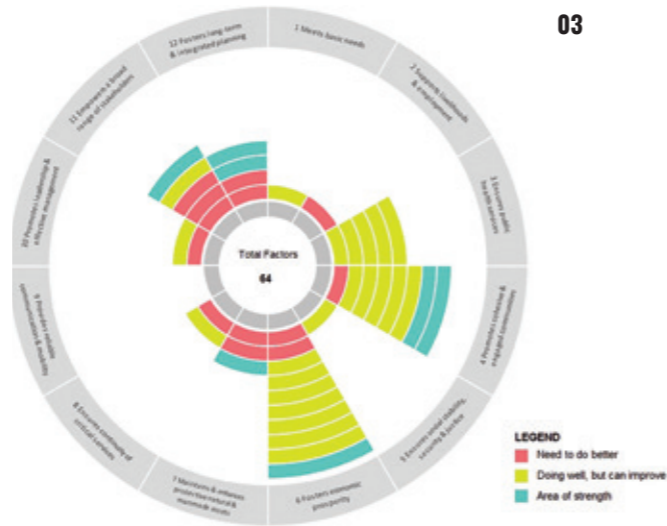 03
12 Fosters long-term
& integrated planning
1 Meets basic needs
2 Supports livelihoods
& employment
3 Ensures public
health services
4 Promotes cohesive &
engaged communities
5 Ensures social stability,
security & justice
6 Fosters economic
prosperity
7 Maintains & enhances
protective natural &
manmade assets
8 Ensures continuity of
critical services
9 Provides reliable
communication & mobility
10 Promotes leadership &
effective management
11 Empowers a broad
range of stakeholders
Total Factors
64
LEGEND
Need to do better
Doing well, but can improve
Area of strength